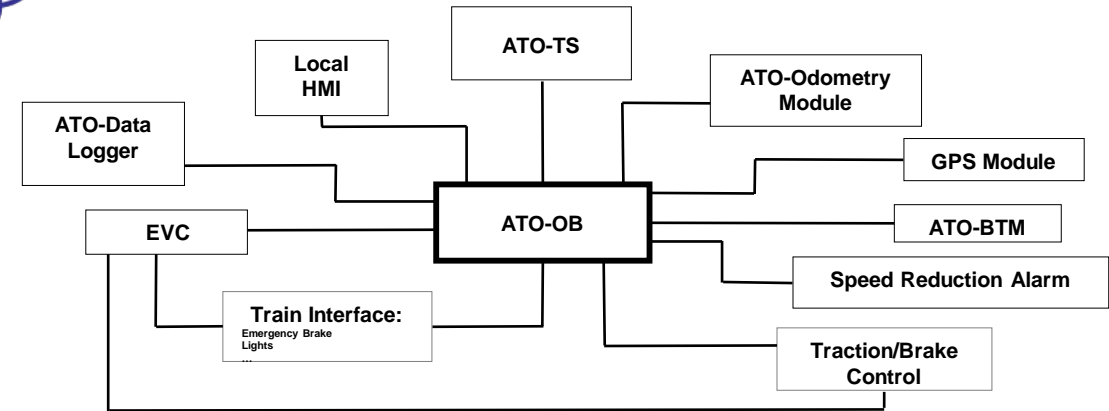 ATO-TS
Local
HMI
ATO-Odometry
Module
ATO-Data
Logger
GPS Module
ATO-OB
EVC
ATO-BTM
Speed Reduction Alarm
Train Interface:
Emergency Brake
Lights
...
Traction/Brake
Control